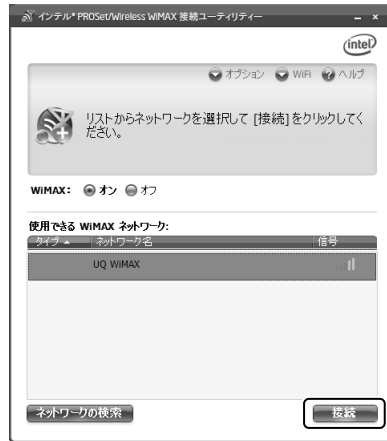 インテル® PROSet/Wireless WiMAX 接続ユーティリティー
intel
オプション WiFi ヘルプ
リストからネットワークを選択して [接続] をクリックしてく
ださい。
WiMAX: オン オフ
使用できる WiMAX ネットワーク:
タイプ ネットワーク名 信号
UQ WiMAX
ネットワークの検索 接続